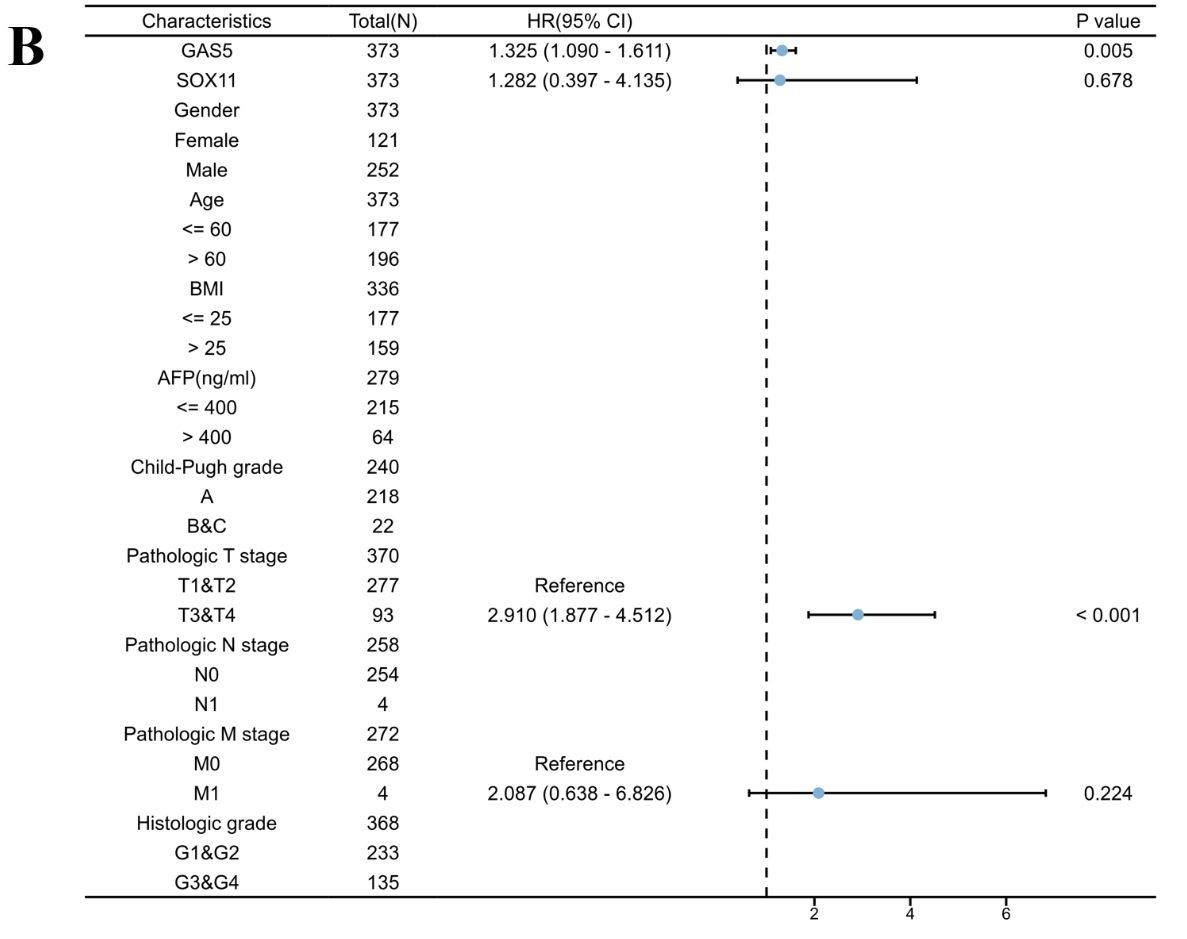 B
Characteristics Total(N) HR(95% CI) P value
GAS5 373 1.325 (1.090 - 1.611) 0.005
SOX11 373 1.282 (0.397 - 4.135) 0.678
Gender 373
Female 121
Male 252
Age 373
<= 60 177
> 60 196
BMI 336
<= 25 177
> 25 159
AFP(ng/ml) 279
<= 400 215
> 400 64
Child-Pugh grade 240
A 218
B&C 22
Pathologic T stage 370
T1&T2 277 Reference
T3&T4 93 2.910 (1.877 - 4.512) < 0.001
Pathologic N stage 258
N0 254
N1 4
Pathologic M stage 272
M0 268 Reference
M1 4 2.087 (0.638 - 6.826) 0.224
Histologic grade 368
G1&G2 233
G3&G4 135
2 4 6